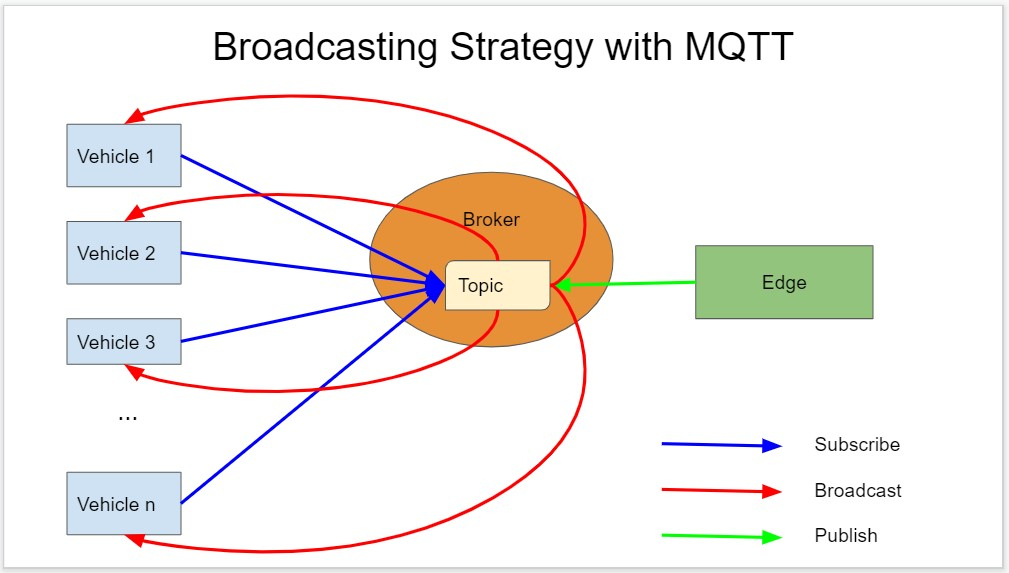 Broadcasting Strategy with MQTT
Vehicle 1
Broker
Vehicle 2
Topic
Edge
Vehicle 3
...
Vehicle n
Subscribe
Broadcast
Publish